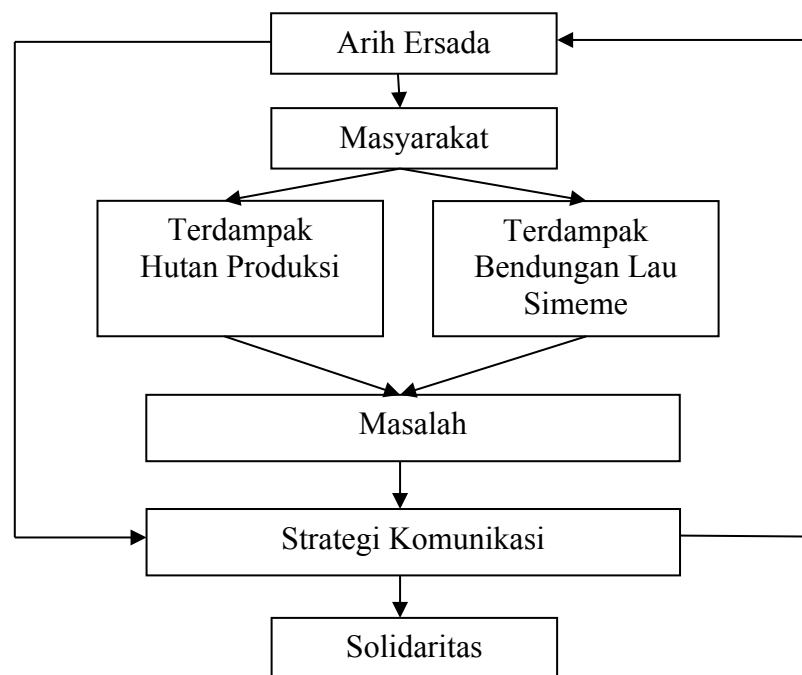 Arih Ersada
Masyarakat
Terdampak
Hutan Produksi
Terdampak
Bendungan Lau
Simeme
Masalah
Strategi Komunikasi
Solidaritas